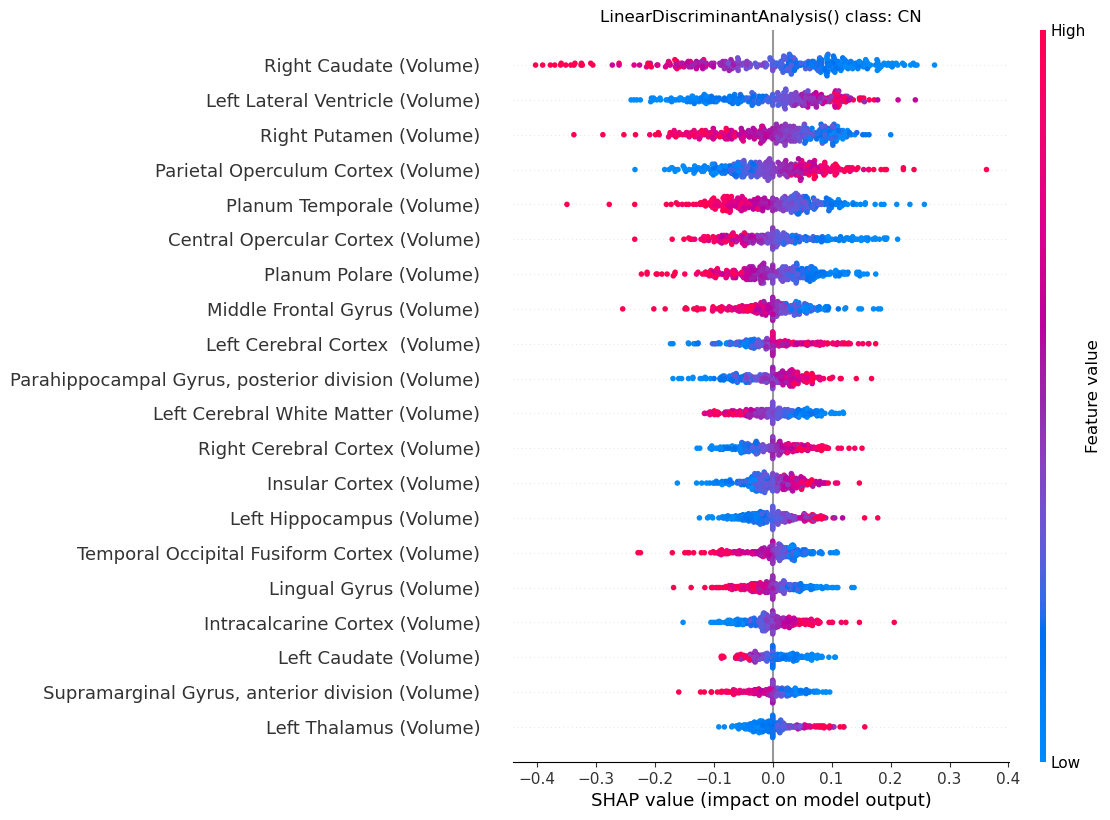 LinearDiscriminantAnalysis() class: CN
High
Right Caudate (Volume)
Left Lateral Ventricle (Volume)
Right Putamen (Volume)
Parietal Operculum Cortex (Volume)
Planum Temporale (Volume)
Central Opercular Cortex (Volume)
Planum Polare (Volume)
Middle Frontal Gyrus (Volume)
Left Cerebral Cortex  (Volume)
Parahippocampal Gyrus, posterior division (Volume)
Left Cerebral White Matter (Volume)
Right Cerebral Cortex (Volume)
Insular Cortex (Volume)
Left Hippocampus (Volume)
Temporal Occipital Fusiform Cortex (Volume)
Lingual Gyrus (Volume)
Intracalcarine Cortex (Volume)
Left Caudate (Volume)
Supramarginal Gyrus, anterior division (Volume)
Left Thalamus (Volume)
Feature value
Low
−0.4 −0.3 −0.2 −0.1 0.0 0.1 0.2 0.3 0.4
SHAP value (impact on model output)